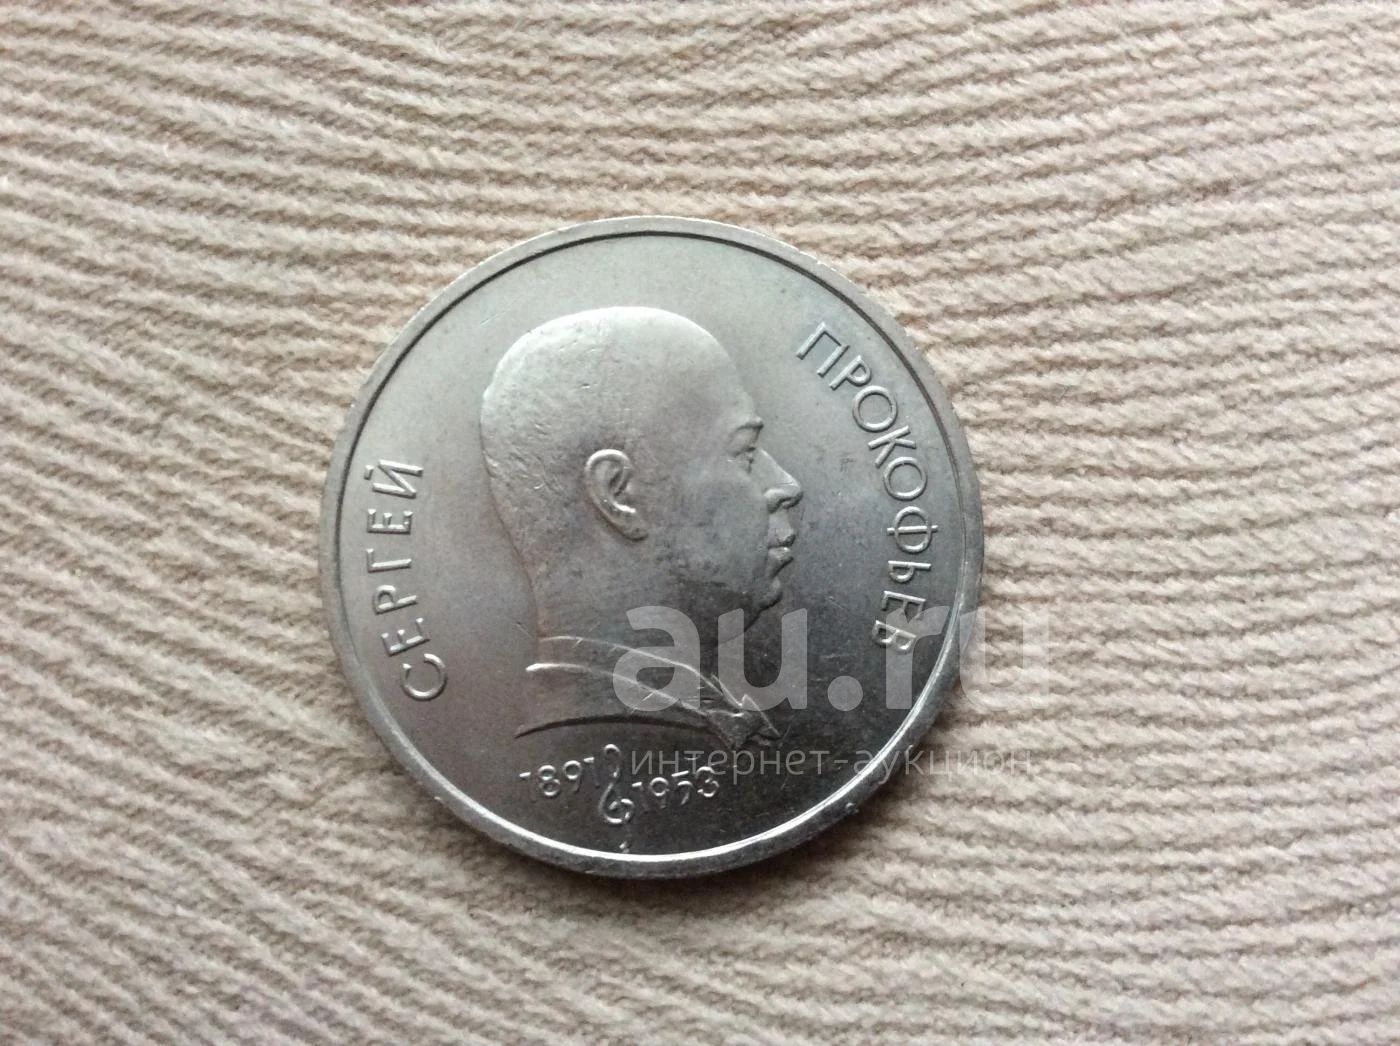 СЕРГЕЙ
ПРОКОФЬЕВ
1891 1953
au.ru
интернет-аукцион